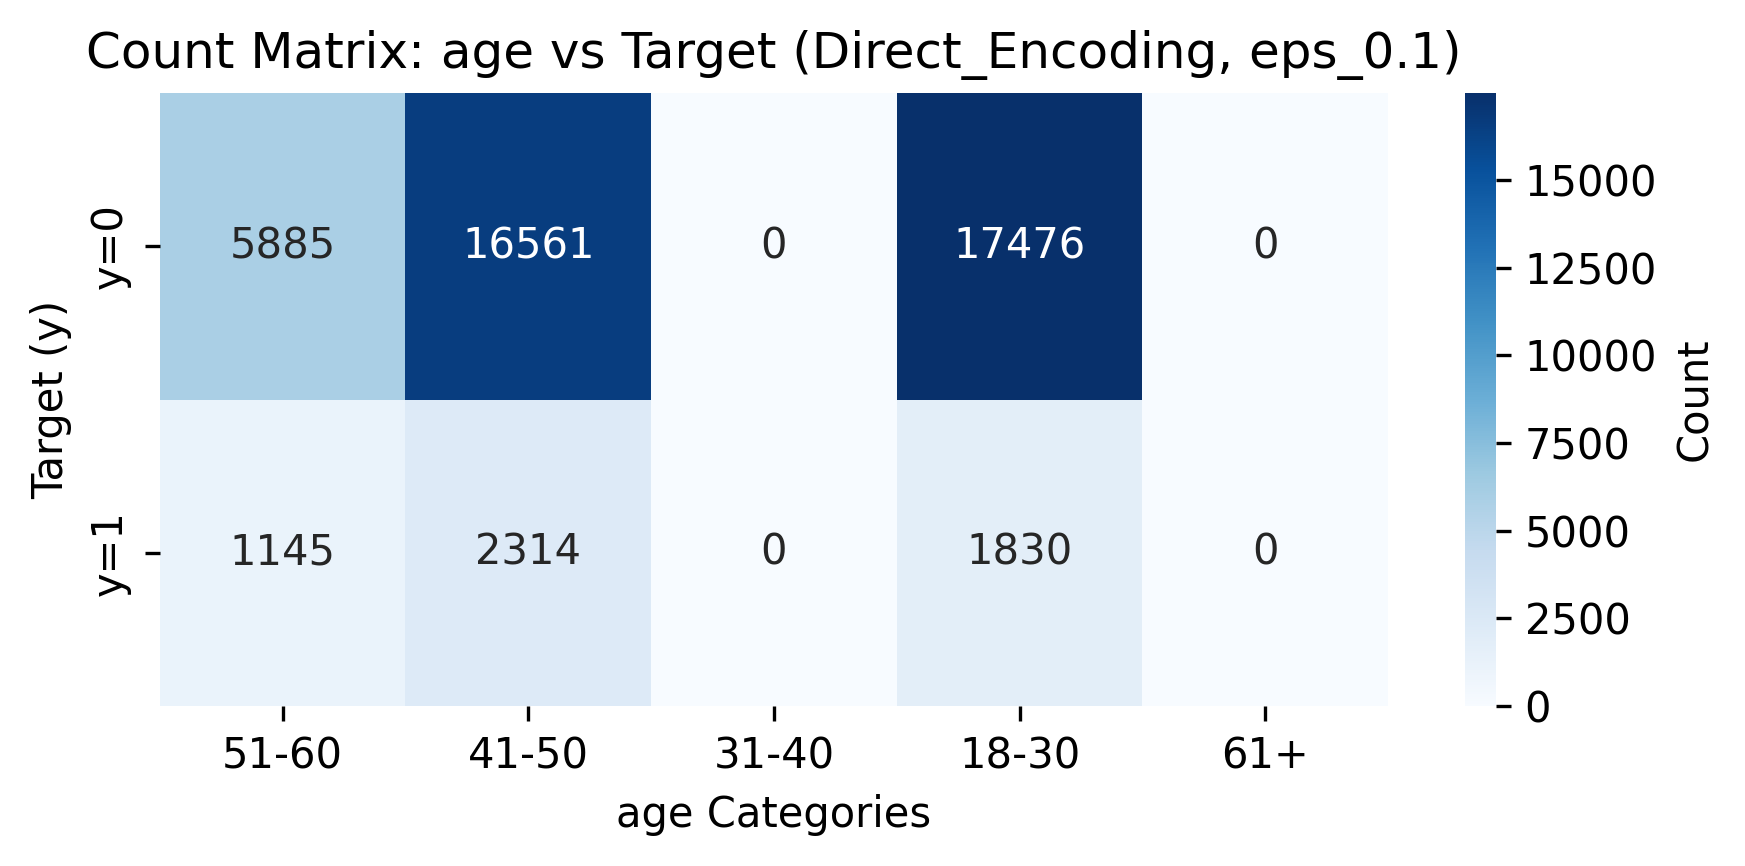 Count Matrix: age vs Target (Direct_Encoding, eps_0.1)
Target (y)
y=0
5885 16561 0 17476 0
y=1
1145 2314 0 1830 0
51-60 41-50 31-40 18-30 61+
age Categories
15000
12500
10000
7500
5000
2500
0
Count